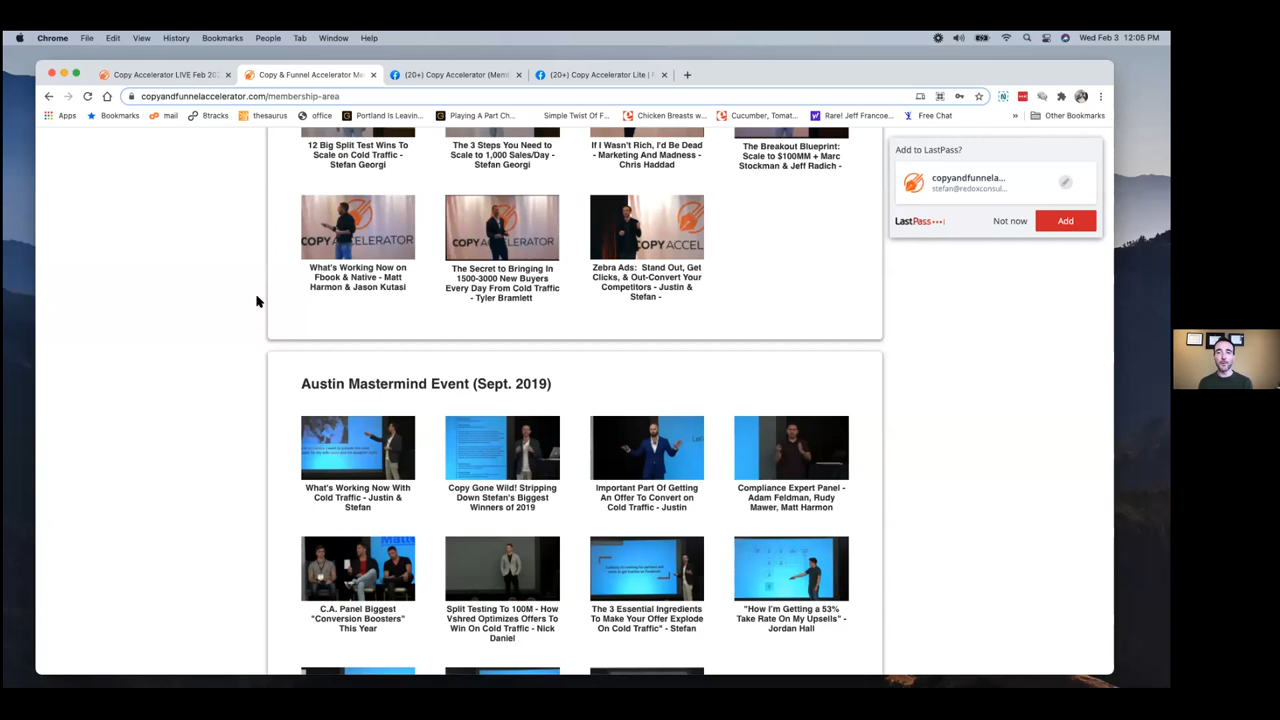 Chrome File Edit View History Bookmarks People Tab Window Help
Wed Feb 3 12:05 PM
Copy Accelerator LIVE Feb 202
Copy & Funnel Accelerator Me
(20+) Copy Accelerator (Mem
(20+) Copy Accelerator Lite | F
copyandfunnelaccelerator.com/membership-area
Apps
Bookmarks
mail
Bstracks
thesaurus
office
Portland Is Leavin...
Playing A Part Ch...
Simple Twist Of F...
Chicken Breasts w...
Cucumber, Tomat...
Rare! Jeff Francoe...
Free Chat
»
Other Bookmarks
12 Big Split Test Wins To
Scale on Cold Traffic -
Stefan Georgi
The 3 Steps You Need to
Scale to 1,000 Sales/Day -
Stefan Georgi
If I Wasn't Rich, I'd Be Dead
- Marketing And Madness -
Chris Haddad
The Breakout Blueprint:
Scale to $100MM + Marc
Stockman & Jeff Radich -
Add to LastPass?
copyandfunnela...
stefan@redoxconsul...
LastPass
Not now
Add
COPY ACCELERATOR
COPY ACCELERATOR
COPY ACCE
What's Working Now on
Fbook & Native - Matt
Harmon & Jason Kutasi
The Secret to Bringing In
1500-3000 New Buyers
Every Day From Cold Traffic
- Tyler Bramlett
Zebra Ads: Stand Out, Get
Clicks, & Out-Convert Your
Competitors - Justin &
Stefan -
Austin Mastermind Event (Sept. 2019)
What's Working Now With
Cold Traffic - Justin &
Stefan
Copy Gone Wild! Stripping
Down Stefan's Biggest
Winners of 2019
Important Part Of Getting
An Offer To Convert on
Cold Traffic - Justin
Compliance Expert Panel -
Adam Feldman, Rudy
Mawer, Matt Harmon
C.A. Panel Biggest
"Conversion Boosters"
This Year
Split Testing To 100M - How
Vshred Optimizes Offers To
Win On Cold Traffic - Nick
Daniel
The 3 Essential Ingredients
To Make Your Offer Explode
On Cold Traffic" - Stefan
"How I'm Getting a 53%
Take Rate On My Upsells" -
Jordan Hall